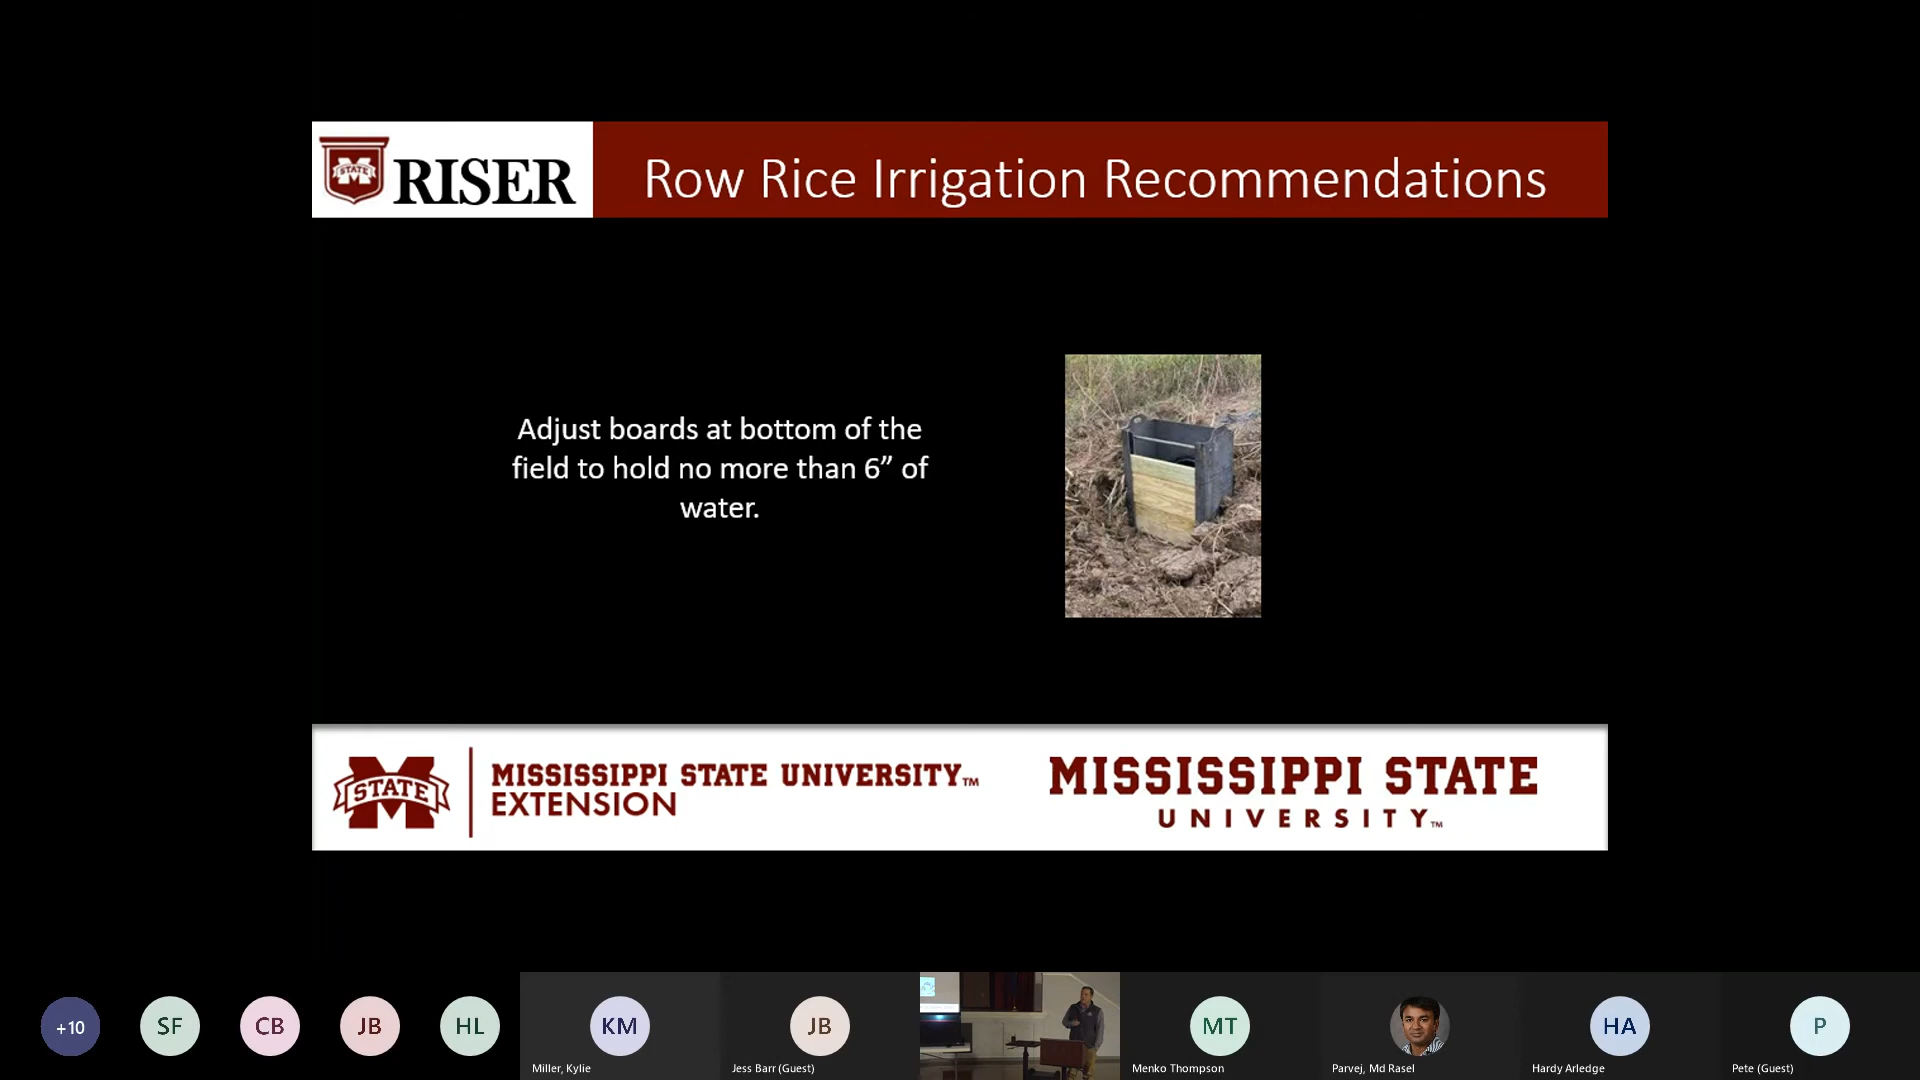 STATE
RISER
Row Rice Irrigation Recommendations
Adjust boards at bottom of the
field to hold no more than 6” of
water.
STATE
MISSISSIPPI STATE UNIVERSITY™
EXTENSION
MISSISSIPPI STATE
UNIVERSITY™
+10
SF
CB
JB
HL
KM
JB
MT
HA
P
Miller, Kylie
Jess Barr (Guest)
Menko Thompson
Parvej, Md Rasel
Hardy Arledge
Pete (Guest)